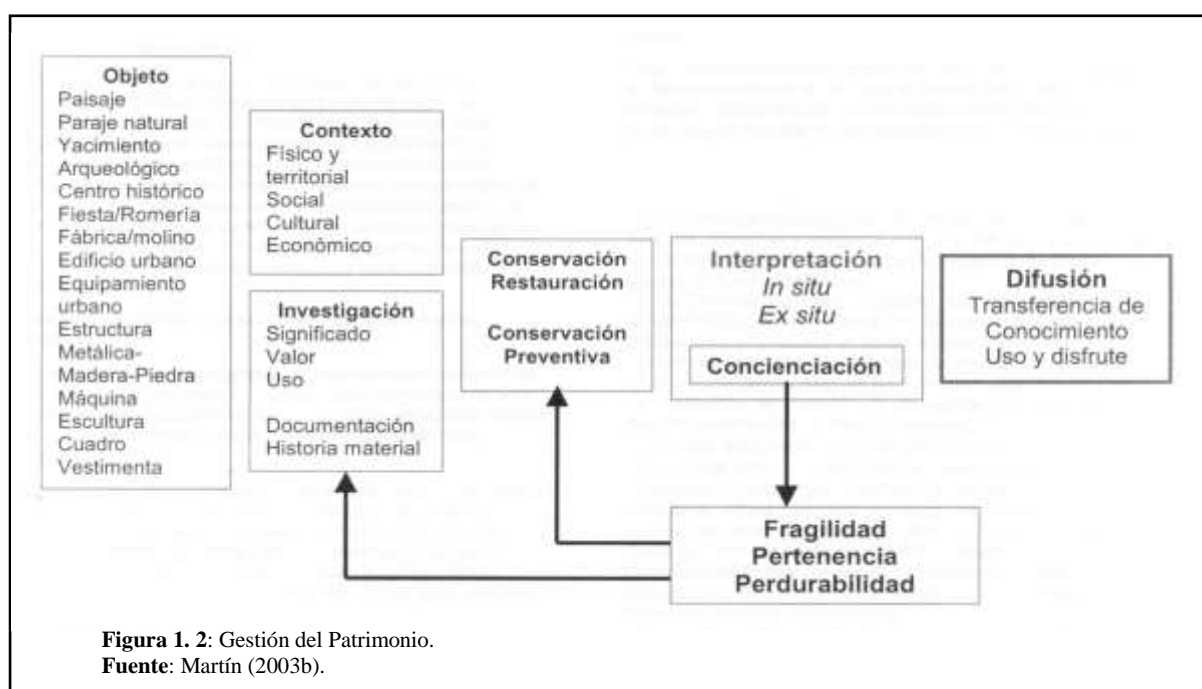 Objeto
Paisaje
Paraje natural
Yacimiento
Arqueológico
Centro histórico
Fiesta/Romería
Fábrica/molino
Edificio urbano
Equipamiento
urbano
Estructura
Metálica-
Madera-Piedra
Máquina
Escultura
Cuadro
Vestimenta
Contexto
Físico y
territorial
Social
Cultural
Económico
Investigación
Significado
Valor
Uso
Documentación
Historia material
Conservación
Restauración
Conservación
Preventiva
Interpretación
In situ
Ex situ
Concienciación
Difusión
Transferencia de
Conocimiento
Uso y disfrute
Fragilidad
Pertenencia
Perdurabilidad
Figura 1. 2: Gestión del Patrimonio.
Fuente: Martín (2003b).